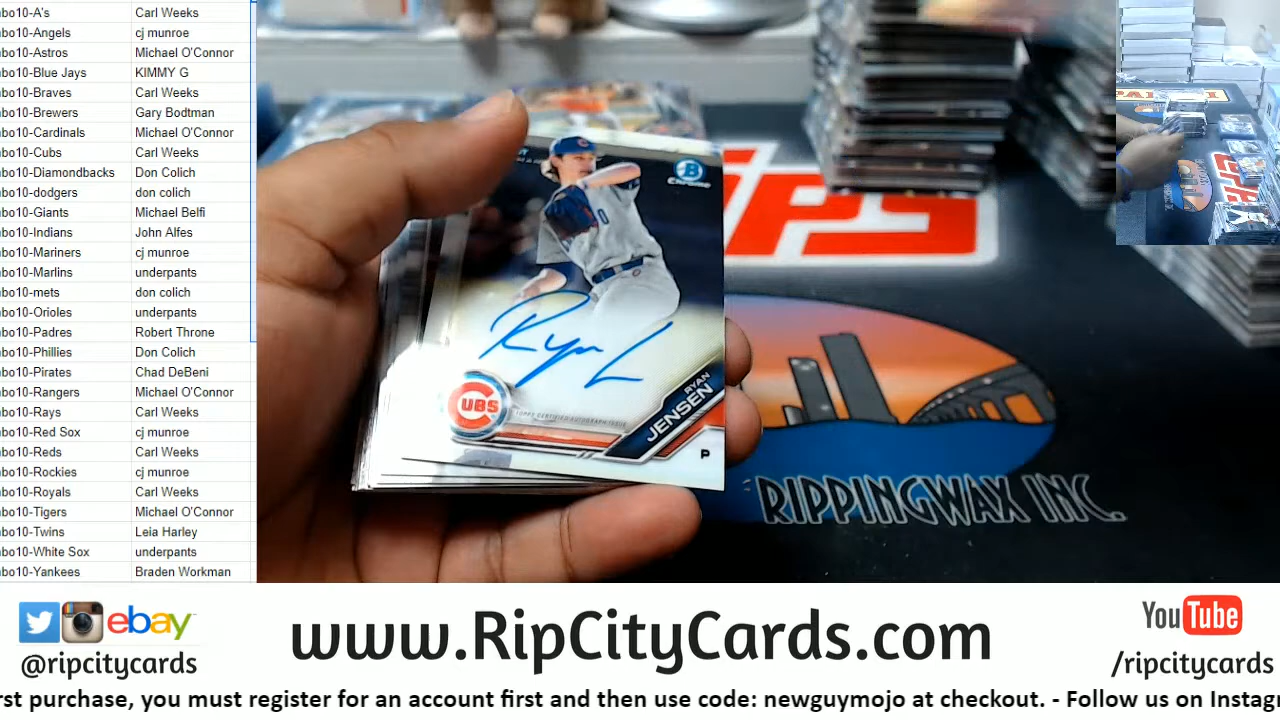 bo10-A's Carl Weeks
bo10-Angels cj munroe
bo10-Astros Michael O'Connor
bo10-Blue Jays KIMMY G
bo10-Braves Carl Weeks
bo10-Brewers Gary Bodtman
bo10-Cardinals Michael O'Connor
bo10-Cubs Carl Weeks
bo10-Diamondbacks Don Colich
bo10-dodgers don colich
bo10-Giants Michael Belfi
bo10-Indians John Alfes
bo10-Mariners cj munroe
bo10-Marlins underpants
bo10-mets don colich
bo10-Orioles underpants
bo10-Padres Robert Throne
bo10-Phillies Don Colich
bo10-Pirates Chad DeBeni
bo10-Rangers Michael O'Connor
bo10-Rays Carl Weeks
bo10-Red Sox cj munroe
bo10-Reds Carl Weeks
bo10-Rockies cj munroe
bo10-Royals Carl Weeks
bo10-Tigers Michael O'Connor
bo10-Twins Leia Harley
bo10-White Sox underpants
bo10-Yankees Braden Workman
B
Chrome
CUBS
TOPPS CERTIFIED AUTOGRAPH ISSUE
RYAN
JENSEN
P
ips
RIPPINGWAX INC.
ebay
@ripcitycards
www.RipCityCards.com
YouTube
/ripcitycards
rst purchase, you must register for an account first and then use code: newguymojo at checkout. - Follow us on Instag